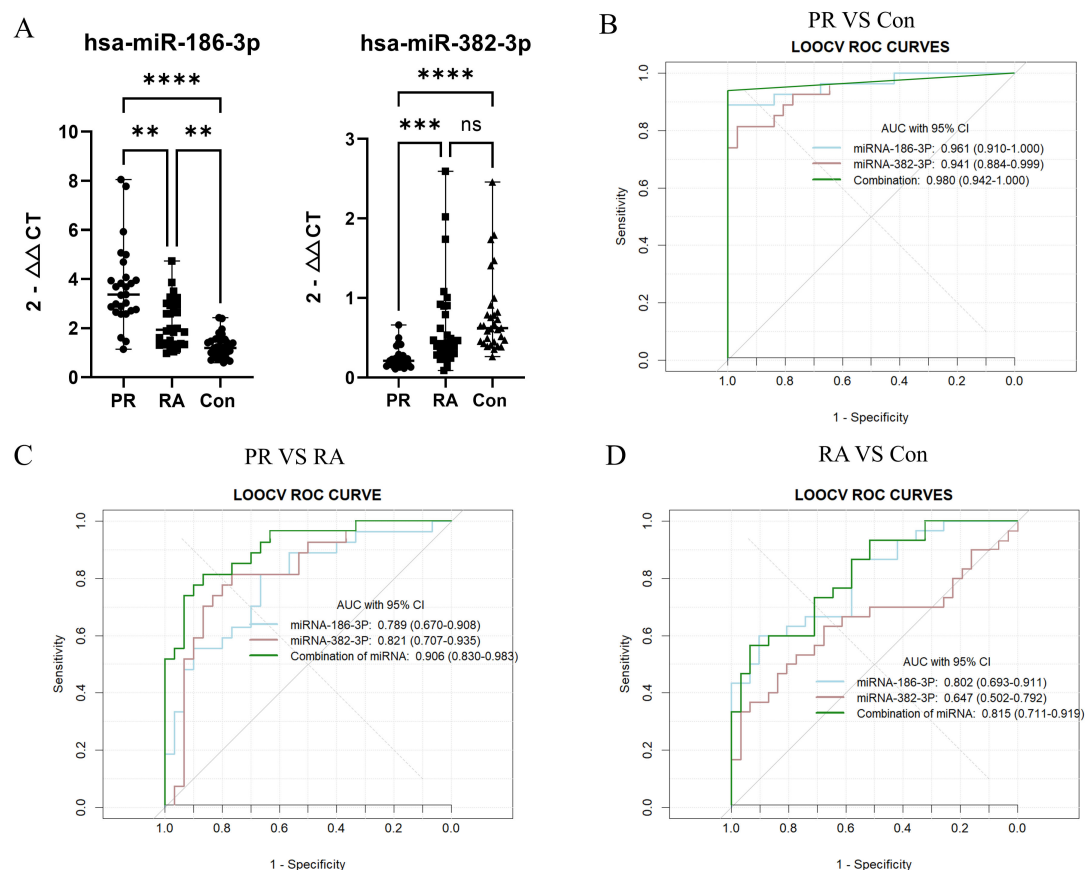 A
hsa-miR-186-3p
****
**
**
10
8
6
4
2
0
2 - △△CT
PR
RA
Con
hsa-miR-382-3p
****
***
ns
3
2
1
0
2 - △△CT
PR
RA
Con
B
PR VS Con
LOOCV ROC CURVES
AUC with 95% CI
miRNA-186-3P: 0.961 (0.910-1.000)
miRNA-382-3P: 0.941 (0.884-0.999)
Combination: 0.980 (0.942-1.000)
Sensitivity
1.0
0.8
0.6
0.4
0.2
0.0
1.0
0.8
0.6
0.4
0.2
0.0
1 - Specificity
C
PR VS RA
LOOCV ROC CURVE
AUC with 95% CI
miRNA-186-3P: 0.789 (0.670-0.908)
miRNA-382-3P: 0.821 (0.707-0.935)
Combination of miRNA: 0.906 (0.830-0.983)
Sensitivity
1.0
0.8
0.6
0.4
0.2
0.0
1.0
0.8
0.6
0.4
0.2
0.0
1 - Specificity
D
RA VS Con
LOOCV ROC CURVES
AUC with 95% CI
miRNA-186-3P: 0.802 (0.693-0.911)
miRNA-382-3P: 0.647 (0.502-0.792)
Combination of miRNA: 0.815 (0.711-0.919)
Sensitivity
1.0
0.8
0.6
0.4
0.2
0.0
1.0
0.8
0.6
0.4
0.2
0.0
1 - Specificity